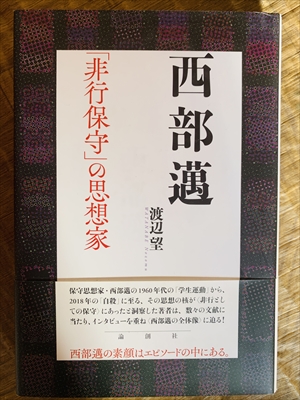 西部邁
「非行保守」の思想家
渡辺望
保守思想家・西部邁の1960年代の「学生運動」から、
2018年の「自殺」に至る、その思想の核が「非行とし
ての保守」にあったと洞察した著者は、数々の文献に
当たり、インタビューを重ね「西部邁の全体像」に迫る!
論創社
西部邁の素顔はエピソードの中にある。